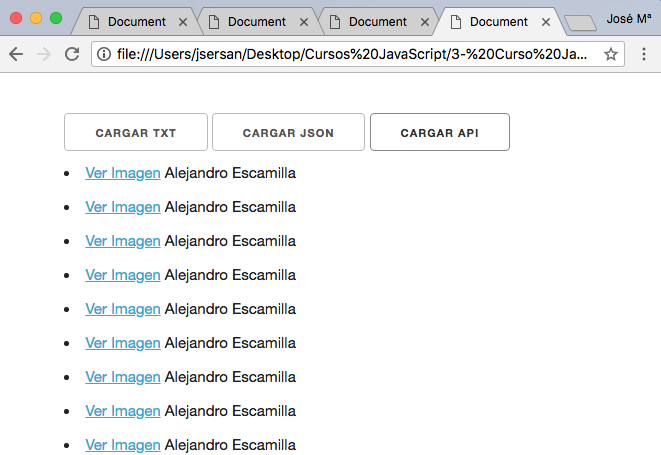 Document Document Document Document José Mª
file:///Users/jsersan/Desktop/Cursos%20JavaScript/3-%20Curso%20Ja...
CARGAR TXT CARGAR JSON CARGAR API
Ver Imagen Alejandro Escamilla
Ver Imagen Alejandro Escamilla
Ver Imagen Alejandro Escamilla
Ver Imagen Alejandro Escamilla
Ver Imagen Alejandro Escamilla
Ver Imagen Alejandro Escamilla
Ver Imagen Alejandro Escamilla
Ver Imagen Alejandro Escamilla
Ver Imagen Alejandro Escamilla